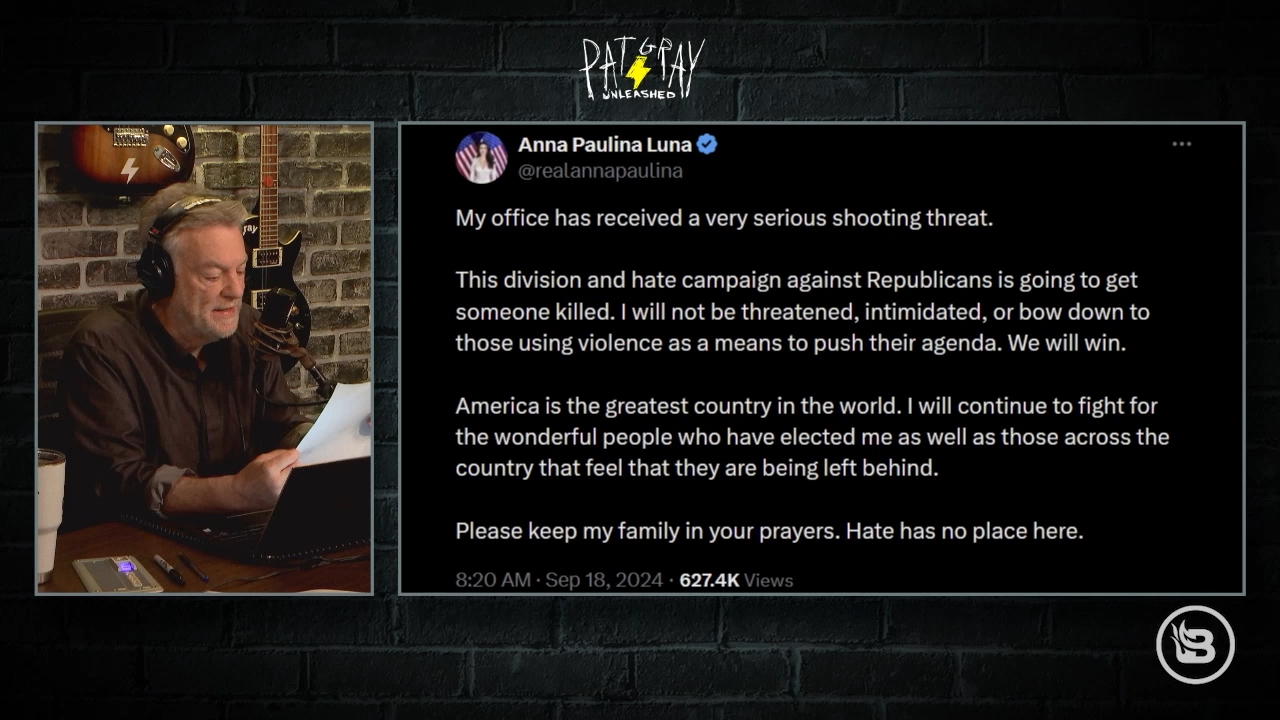 PAT GRAY
UNLEASHED
ray
Anna Paulina Luna
@realannapaulina
My office has received a very serious shooting threat.
This division and hate campaign against Republicans is going to get
someone killed. I will not be threatened, intimidated, or bow down to
those using violence as a means to push their agenda. We will win.
America is the greatest country in the world. I will continue to fight for
the wonderful people who have elected me as well as those across the
country that feel that they are being left behind.
Please keep my family in your prayers. Hate has no place here.
8:20 AM · Sep 18, 2024 · 627.4K Views
B